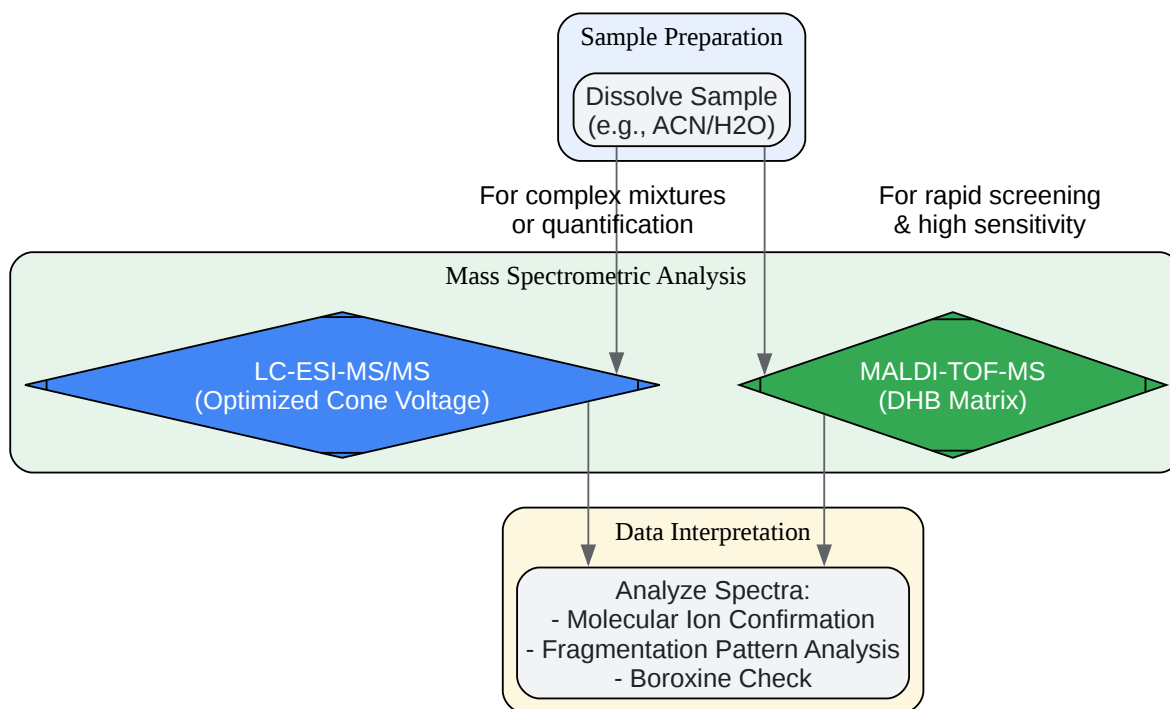 Sample Preparation
Dissolve Sample
(e.g., ACN/H2O)
For complex mixtures
or quantification
For rapid screening
& high sensitivity
Mass Spectrometric Analysis
LC-ESI-MS/MS
(Optimized Cone Voltage)
MALDI-TOF-MS
(DHB Matrix)
Data Interpretation
Analyze Spectra:
- Molecular Ion Confirmation
- Fragmentation Pattern Analysis
- Boroxine Check